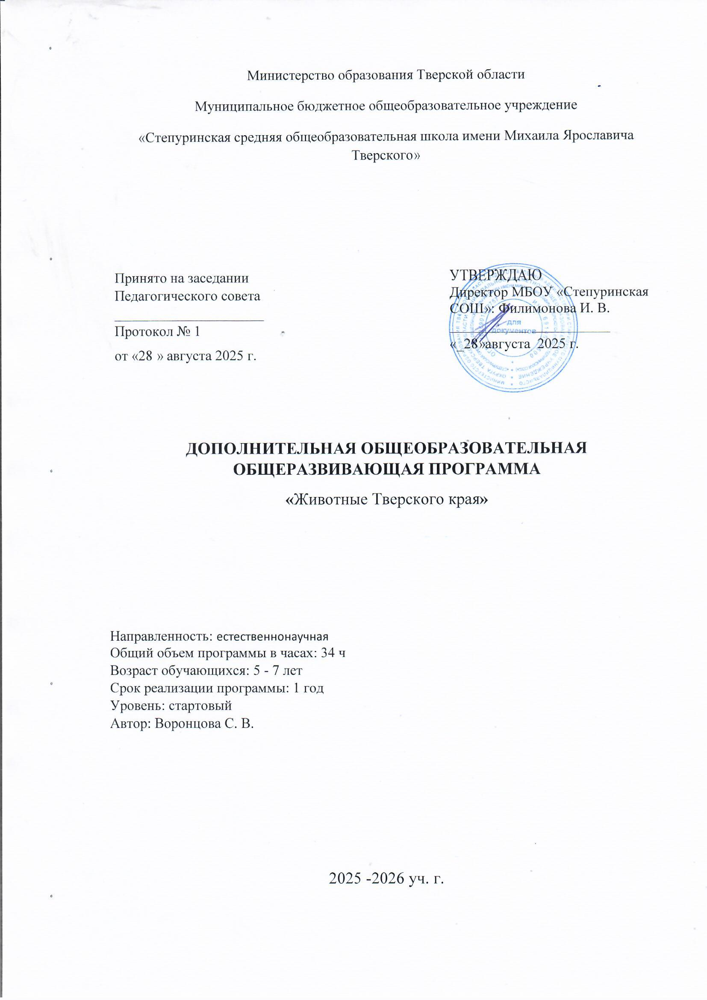 Министерство образования Тверской области
Муниципальное бюджетное общеобразовательное учреждение
«Степуринская средняя общеобразовательная школа имени Михаила Ярославича
Тверского»
Принято на заседании
Педагогического совета
Протокол № 1
от «28 » августа 2025 г.
УТВЕРЖДАЮ
Директор МБОУ «Степуринская
СОШ»: Филимонова И. В.
«_28»августа 2025 г.
для
документов
ДОПОЛНИТЕЛЬНАЯ ОБЩЕОБРАЗОВАТЕЛЬНАЯ
ОБЩЕРАЗВИВАЮЩАЯ ПРОГРАММА
«Животные Тверского края»
Направленность: естественнонаучная
Общий объем программы в часах: 34 ч
Возраст обучающихся: 5 - 7 лет
Срок реализации программы: 1 год
Уровень: стартовый
Автор: Воронцова С. В.
2025 -2026 уч. г.